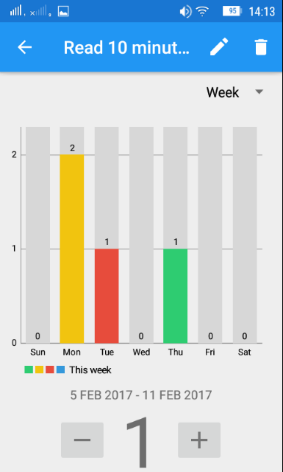 95 14:13
Read 10 minut...
Week
2
2
1
1
1
0
0
0
0
0
Sun Mon Tue Wed Thu Fri Sat
This week
5 FEB 2017 - 11 FEB 2017
− 1 +